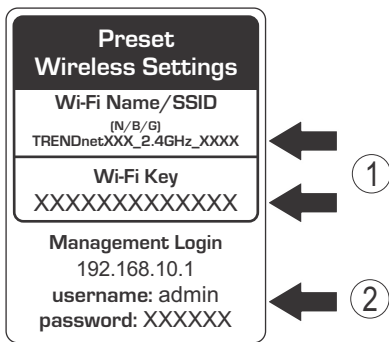 Preset
Wireless Settings
Wi-Fi Name/SSID
(N/B/G)
TRENDnetXXX_2.4GHz_XXXX
Wi-Fi Key
XXXXXXXXXXXXX
1
Management Login
192.168.10.1
username: admin
password: XXXXXX
2